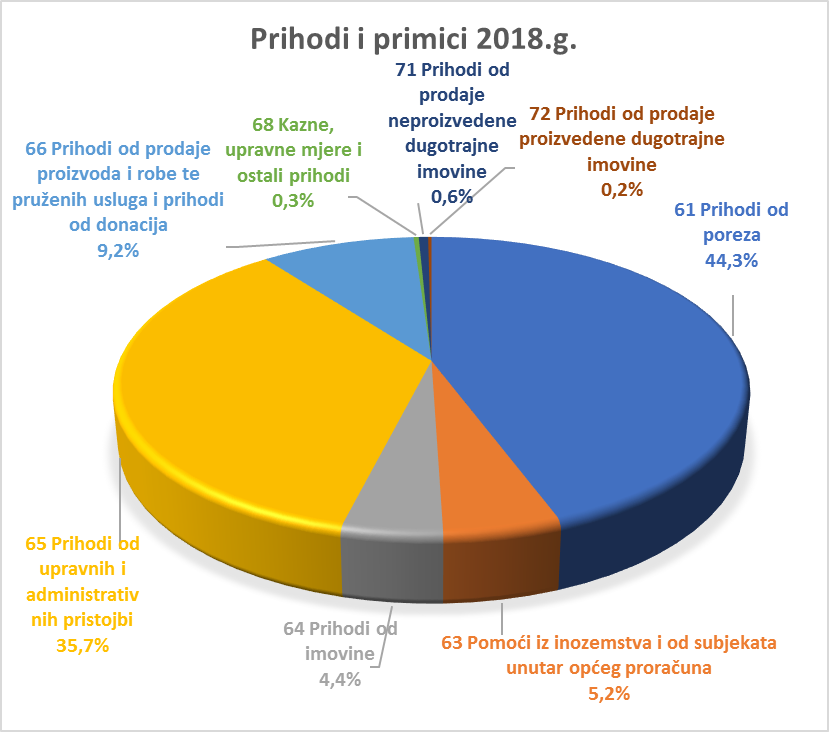 Prihodi i primici 2018.g.
71 Prihodi od
prodaje
neproizvedene
dugotrajne
imovine
0,6%
72 Prihodi od prodaje
proizvedene dugotrajne
imovine
0,2%
68 Kazne,
upravne mjere i
ostali prihodi
0,3%
66 Prihodi od prodaje
proizvoda i robe te
pruženih usluga i prihodi
od donacija
9,2%
61 Prihodi od
poreza
44,3%
65 Prihodi od
upravnih i
administrativ
nih pristojbi
35,7%
64 Prihodi od
imovine
4,4%
63 Pomoći iz inozemstva i od subjekata
unutar općeg proračuna
5,2%